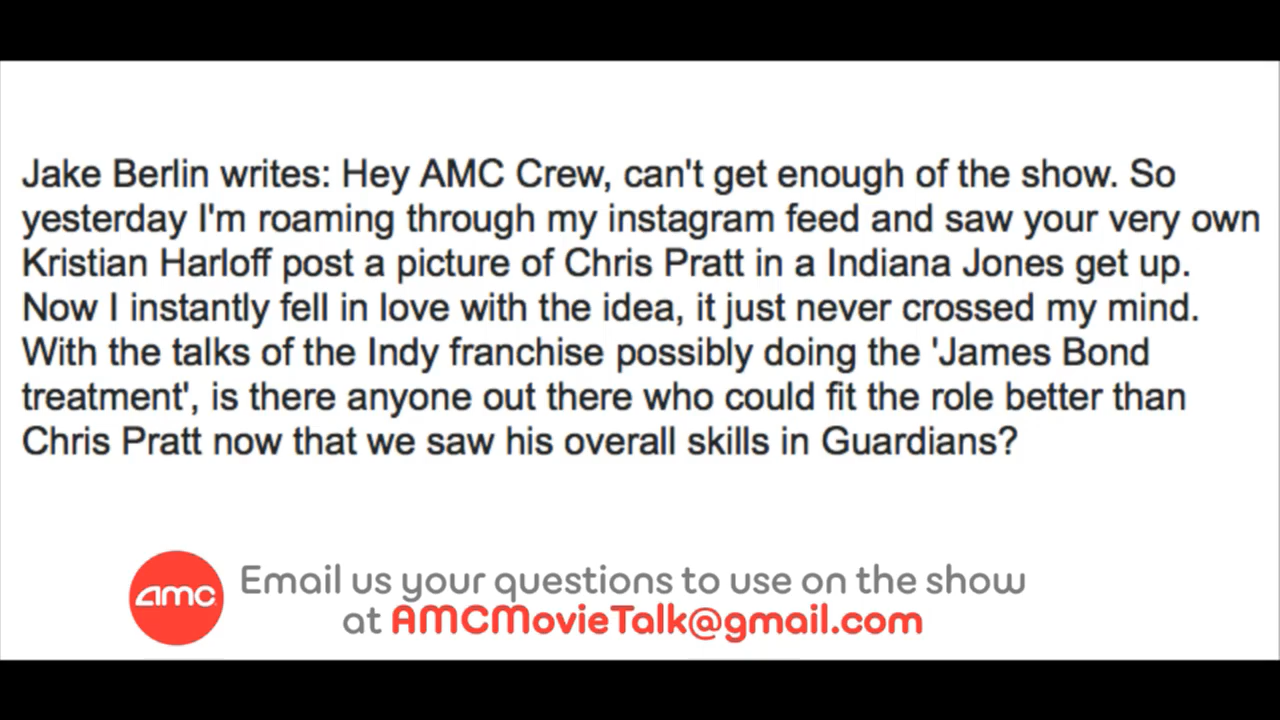 Jake Berlin writes: Hey AMC Crew, can't get enough of the show. So
yesterday I'm roaming through my instagram feed and saw your very own
Kristian Harloff post a picture of Chris Pratt in a Indiana Jones get up.
Now I instantly fell in love with the idea, it just never crossed my mind.
With the talks of the Indy franchise possibly doing the 'James Bond
treatment', is there anyone out there who could fit the role better than
Chris Pratt now that we saw his overall skills in Guardians?
amc
Email us your questions to use on the show
at AMCMovieTalk@gmail.com